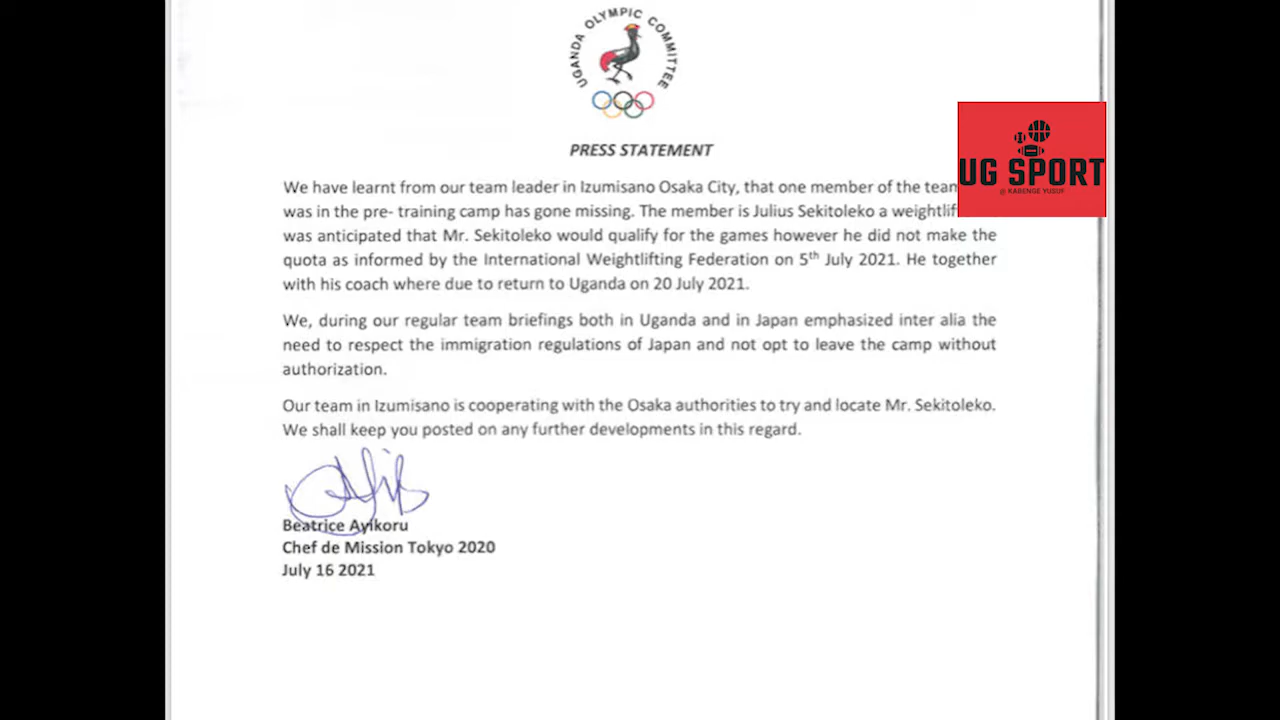 UGANDA OLYMPIC COMMITTEE
PRESS STATEMENT
UG SPORT
@ KABENGE YUSUF
We have learnt from our team leader in Izumisano Osaka City, that one member of the team
was in the pre- training camp has gone missing. The member is Julius Sekitoleko a
was anticipated that Mr. Sekitoleko would qualify for the games however he did not make the
quota as informed by the International Weightlifting Federation on 5th July 2021. He together
with his coach where due to return to Uganda on 20 July 2021.
We, during our regular team briefings both in Uganda and in Japan emphasized inter alia the
need to respect the immigration regulations of Japan and not opt to leave the camp without
authorization.
Our team in Izumisano is cooperating with the Osaka authorities to try and locate Mr. Sekitoleko.
We shall keep you posted on any further developments in this regard.
Beatrice Ayikoru
Chef de Mission Tokyo 2020
July 16 2021